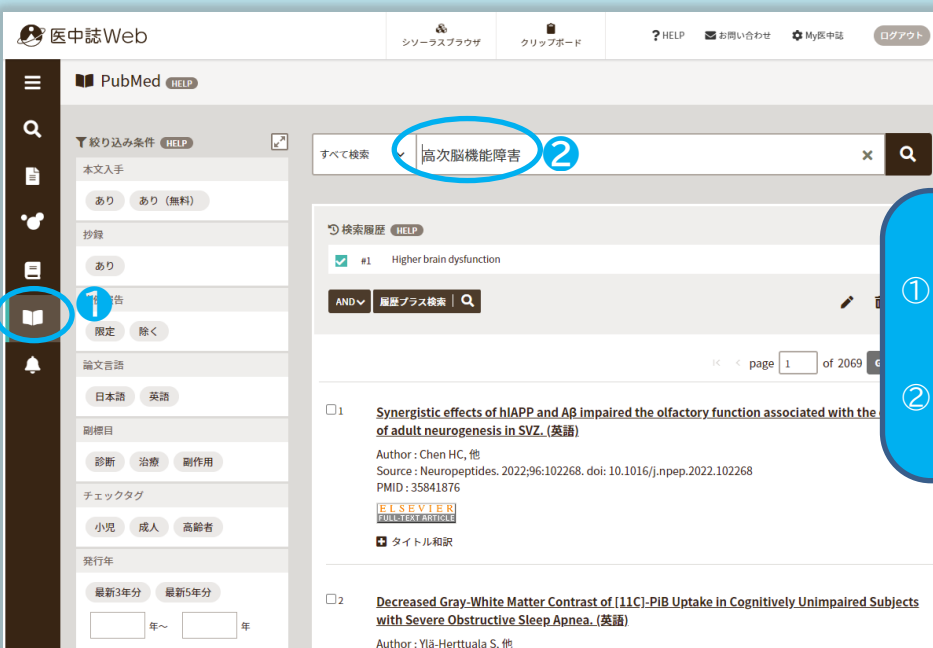 医中誌Web
シソーラスブラウザ
クリップボード
?HELP
お問い合わせ
My医中誌
ログアウト
PubMed HELP
絞り込み条件 HELP
本文入手
あり
あり（無料）
抄録
あり
告
限定
除く
論文言語
日本語
英語
副標目
診断
治療
副作用
チェックタグ
小児
成人
高齢者
発行年
最新3年分
最新5年分
年～
年
1
すべて検索
高次脳機能障害
2
検索履歴 HELP
#1 Higher brain dysfunction
AND
履歴プラス検索
page 1 of 2069
1 Synergistic effects of hIAPP and Aβ impaired the olfactory function associated with the
of adult neurogenesis in SVZ. (英語)
Author : Chen HC, 他
Source : Neuropeptides. 2022;96:102268. doi: 10.1016/j.npep.2022.102268
PMID : 35841876
ELSEVIER
FULL-TEXT ARTICLE
タイトル和訳
2 Decreased Gray-White Matter Contrast of [11C]-PiB Uptake in Cognitively Unimpaired Subjects
with Severe Obstructive Sleep Apnea. (英語)
Author : Ylä-Herttuala S, 他
①
②